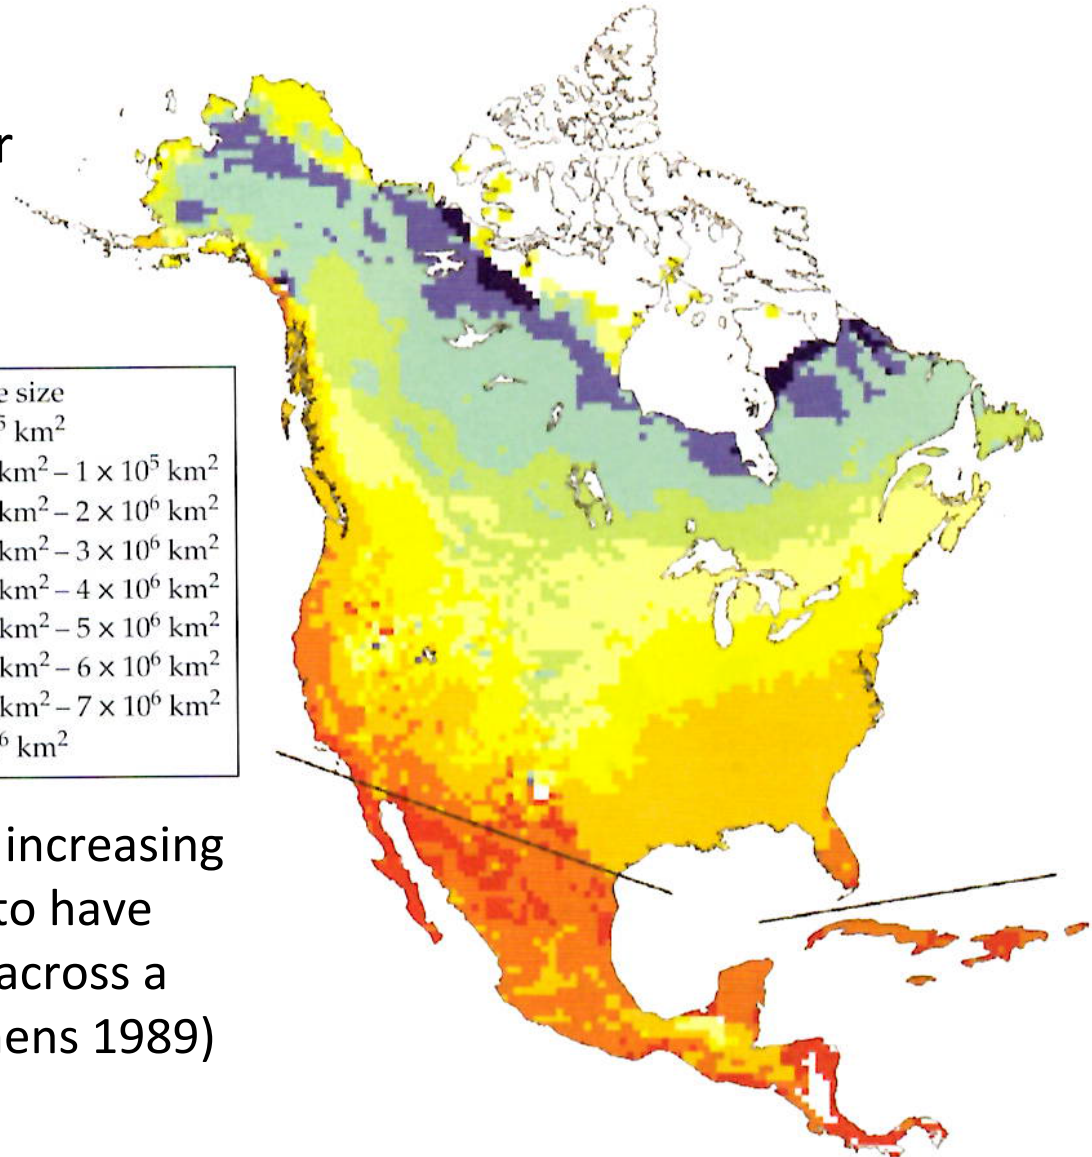 r
e size
⁵ km²
km² – 1 x 10⁵ km²
km² – 2 x 10⁶ km²
km² – 3 x 10⁶ km²
km² – 4 x 10⁶ km²
km² – 5 x 10⁶ km²
km² – 6 x 10⁶ km²
km² – 7 x 10⁶ km²
⁶ km²
increasing
to have
across a
ens 1989)